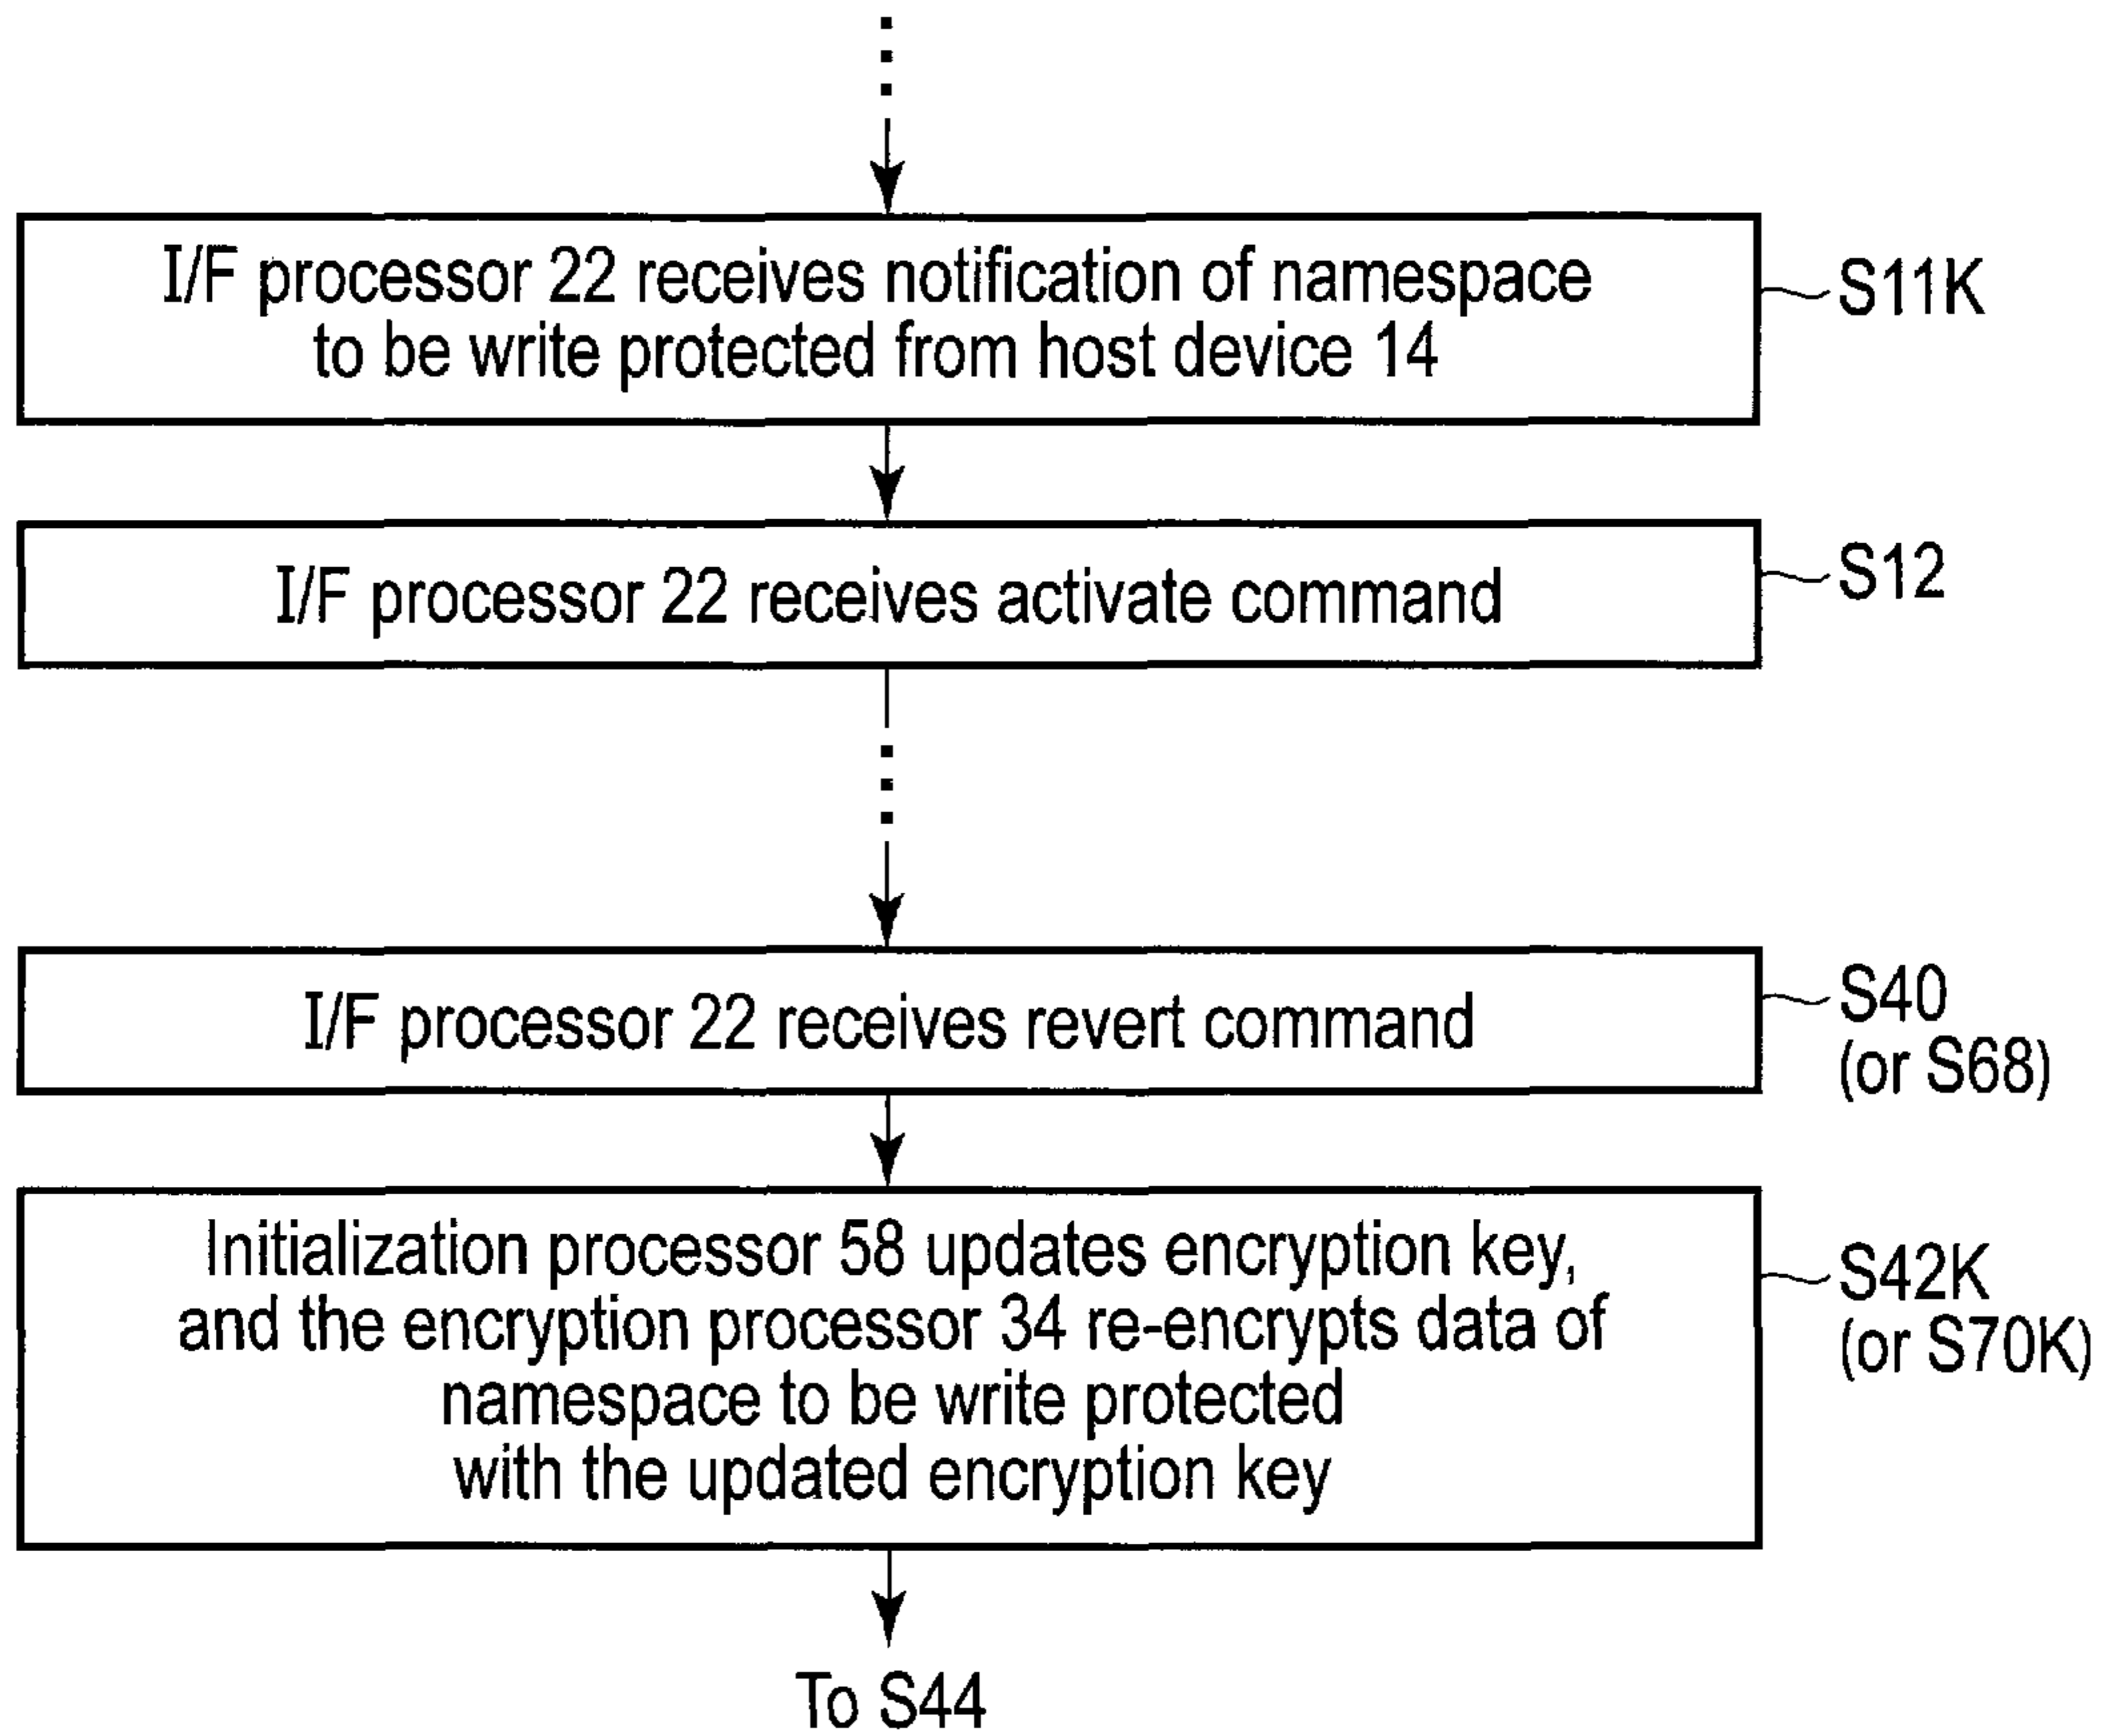 I/F processor 22 receives notification of namespace
to be write protected from host device 14
S11K
I/F processor 22 receives activate command
S12
I/F processor 22 receives revert command
S40
(or S68)
Initialization processor 58 updates encryption key,
and the encryption processor 34 re-encrypts data of
namespace to be write protected
with the updated encryption key
S42K
(or S70K)
To S44